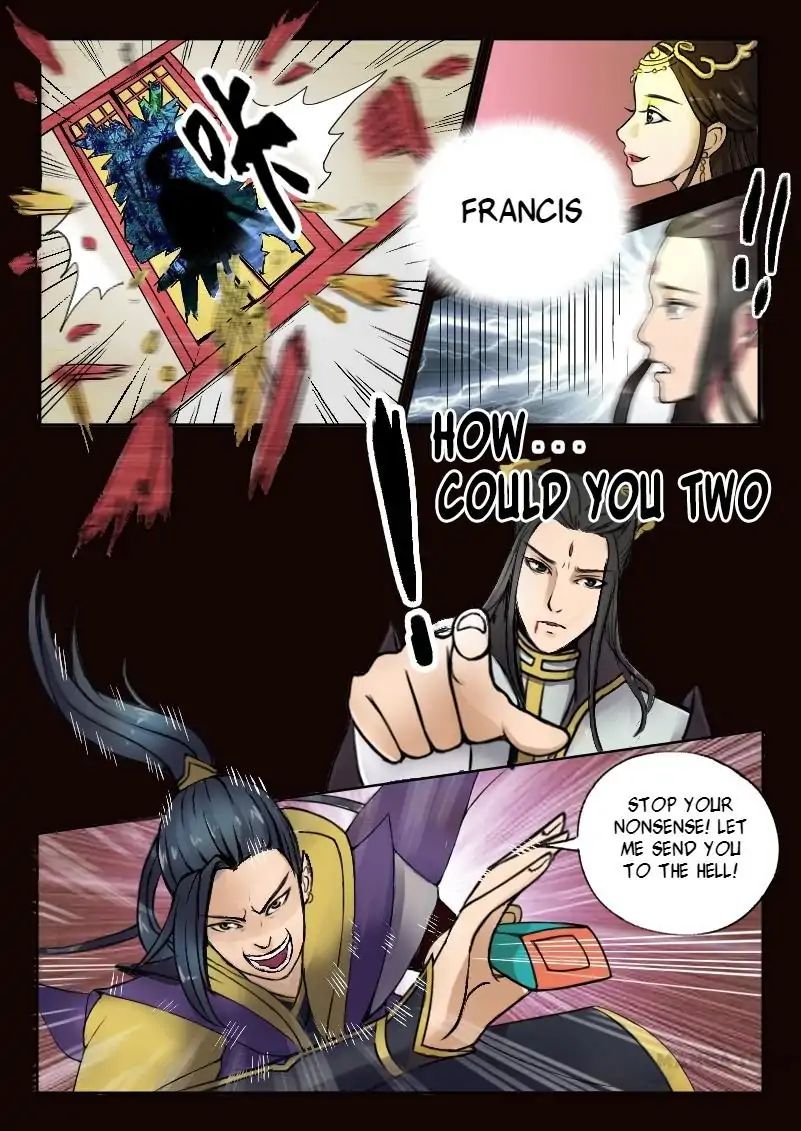 咔
FRANCIS
!!
HOW...
COULD YOU TWO
!
STOP YOUR
NONSENSE! LET
ME SEND YOU
TO THE HELL!